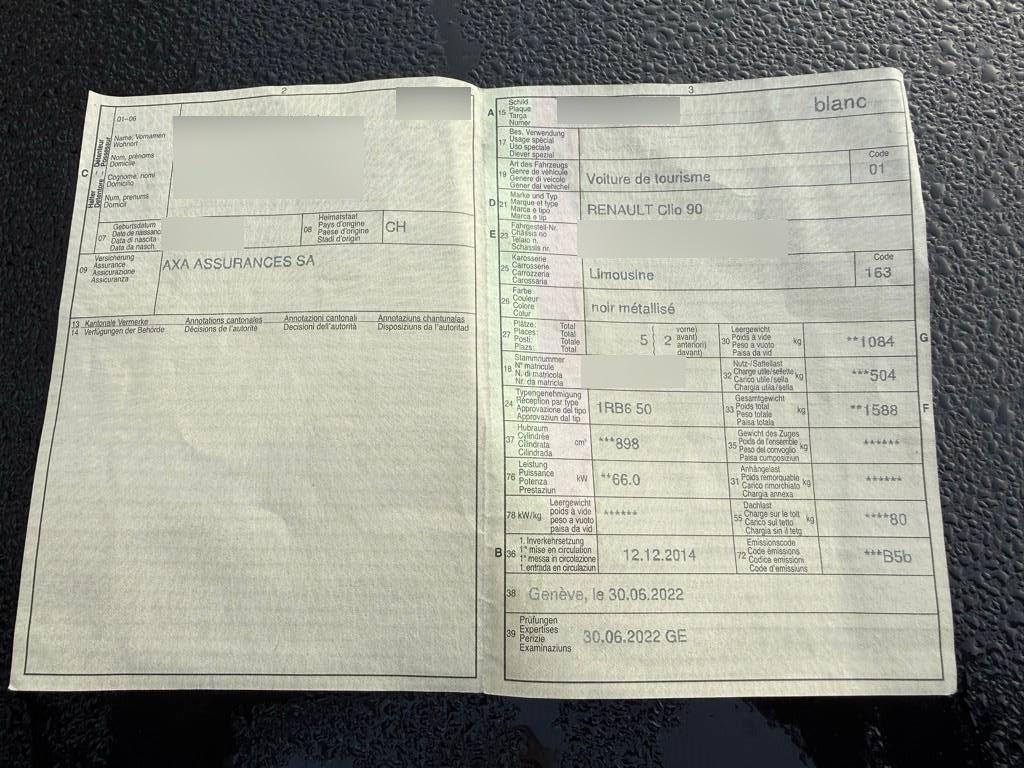 2
01-06
C
Halter
Détenteur
Detentore
Possessur
Name, Vornamen
Wohnort
Nom, prénoms
Domicile
Cognome, nomi
Domicilio
Num, prenums
Domicil
07
Geburtsdatum
Date de naissance
Data di nascita
Data da nasch.
08
Heimatstaat
Pays d'origine
Paese d'origine
Stadi d'origin
CH
09
Versicherung
Assurance
Assicurazione
Assicuranza
AXA ASSURANCES SA
13 Kantonale Vermerke Annotations cantonales Annotazioni cantonali Annotaziuns chantunalas
14 Verfügungen der Behörde Décisions de l'autorité Decisioni dell'autorità Disposiziuns da l'autoritad
3
A 15
Schild
Plaque
Targa
Numer
blanc
17
Bes. Verwendung
Usage spécial
Uso speciale
Diever spezial
19
Art des Fahrzeugs
Genre de véhicule
Genere di veicolo
Gener dal vehichel
Voiture de tourisme
Code
01
D 21
Marke und Typ
Marque et type
Marca e tipo
Marca e tip
RENAULT Clio 90
E 23
Fahrgestell-Nr.
Châssis no
Telaio n.
Schassis nr.
25
Karosserie
Carrosserie
Carrozzeria
Carossaria
Limousine
Code
163
26
Farbe
Couleur
Colore
Colur
noir métallisé
27
Plätze: Total
Places: Total
Posti: Totale
Plazs: Total
5 2
vorne)
avant)
anteriori)
davant)
30
Leergewicht
Poids à vide
Peso a vuoto
Paisa da vid
kg
**1084
G
18
Stammnummer
N° matricule
N. di matricola
Nr. da matricla
32
Nutz-/Sattellast
Charge utile/sellette
Carico utile/sella
Chargia utila/sella
kg
***504
24
Typengenehmigung
Réception par type
Approvazione del tipo
Approvaziun dal tip
1RB6 50
33
Gesamtgewicht
Poids total
Peso totale
Paisa totala
kg
**1588
F
37
Hubraum
Cylindrée
Cilindrata
Cilindrada
cm³
***898
35
Gewicht des Zuges
Poids de l'ensemble
Peso del convoglio
Paisa cumposiziun
kg
******
76
Leistung
Puissance
Potenza
Prestaziun
kW
**66.0
31
Anhängelast
Poids remorquable
Carico rimorchiato
Chargia annexa
kg
******
78 kW/kg
Leergewicht
poids à vide
peso a vuoto
paisa da vid
******
55
Dachlast
Charge sur le toit
Carico sul tetto
Chargia sin il tetg
kg
****80
B 36
1. Inverkehrsetzung
1re mise en circulation
1a messa in circolazione
1. entrada en circulaziun
12.12.2014
72
Emissionscode
Code émissions
Codice emissioni
Code d'emissiuns
***B5b
38
Genève, le 30.06.2022
39
Prüfungen
Expertises
Perizie
Examinaziuns
30.06.2022 GE